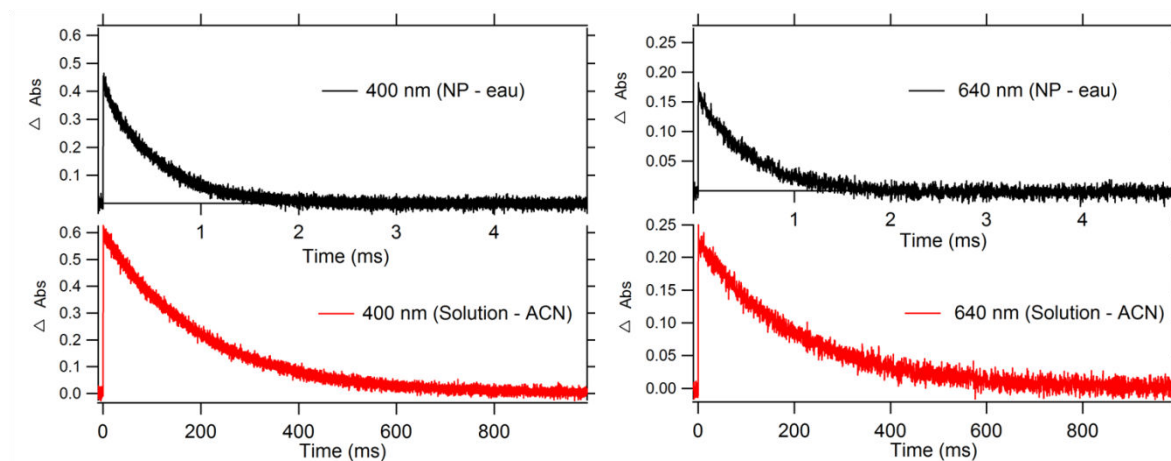 0.6
0.5
0.4
0.3
0.2
0.1
△ Abs
400 nm (NP - eau)
1 2 3 4
Time (ms)
0.6
0.5
0.4
0.3
0.2
0.1
0.0
△ Abs
400 nm (Solution - ACN)
0 200 400 600 800
Time (ms)
0.25
0.20
0.15
0.10
0.05
△ Abs
640 nm (NP - eau)
1 2 3 4
Time (ms)
0.25
0.20
0.15
0.10
0.05
0.00
△ Abs
640 nm (Solution - ACN)
0 200 400 600 800
Time (ms)